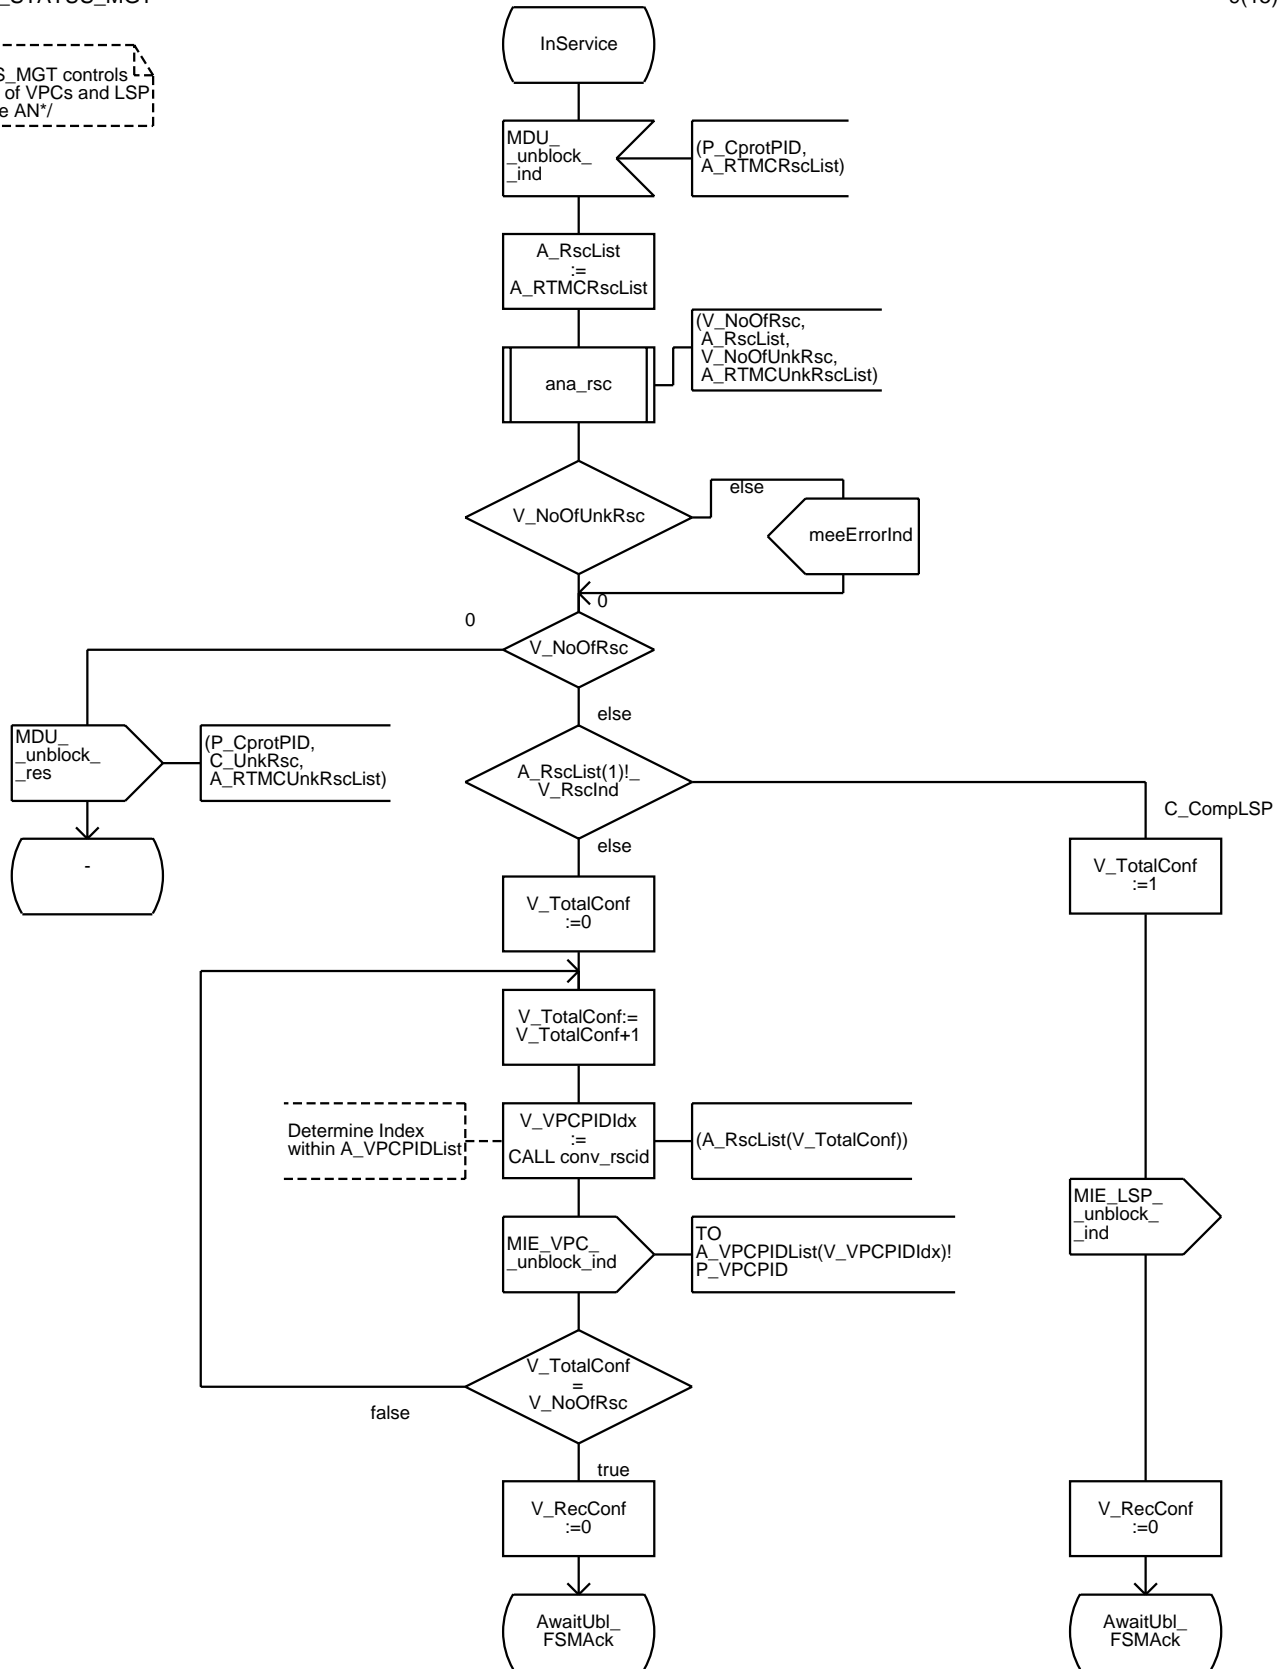 InService
S_MGT controls
of VPCs and LSP
e AN*/
MDU_
_unblock_
_ind
(P_CprotPID,
A_RTMCRscList)
A_RscList
:=
A_RTMCRscList
(V_NoOfRsc,
A_RscList,
V_NoOfUnkRsc,
A_RTMCUnkRscList)
ana_rsc
else
V_NoOfUnkRsc
meeErrorInd
0
0
V_NoOfRsc
else
MDU_
_unblock_
_res
(P_CprotPID,
C_UnkRsc,
A_RTMCUnkRscList)
A_RscList(1)!_
V_RscInd
C_CompLSP
else
-
V_TotalConf
:=1
V_TotalConf
:=0
V_TotalConf:=
V_TotalConf+1
Determine Index
within A_VPCPIDList
V_VPCPIDIdx
:=
CALL conv_rscid
(A_RscList(V_TotalConf))
MIE_LSP_
_unblock_
_ind
MIE_VPC_
_unblock_ind
TO
A_VPCPIDList(V_VPCPIDIdx)!
P_VPCPID
V_TotalConf
=
V_NoOfRsc
false
true
V_RecConf
:=0
V_RecConf
:=0
AwaitUbl_
FSMAck
AwaitUbl_
FSMAck